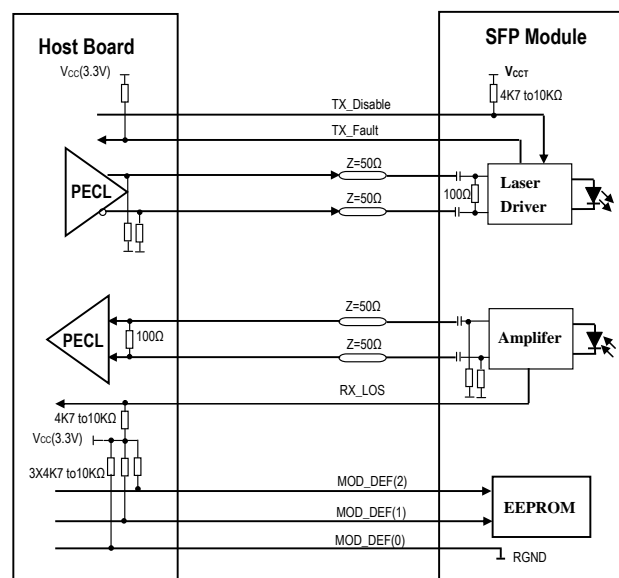 Host Board
SFP Module
VCC(3.3V)
VCCT
4K7 to10KΩ
TX_Disable
TX_Fault
Z=50Ω
PECL
100Ω
Laser
Driver
Z=50Ω
Z=50Ω
PECL
100Ω
Amplifer
Z=50Ω
RX_LOS
4K7 to10KΩ
VCC(3.3V)
3X4K7 to10KΩ
MOD_DEF(2)
EEPROM
MOD_DEF(1)
MOD_DEF(0)
RGND